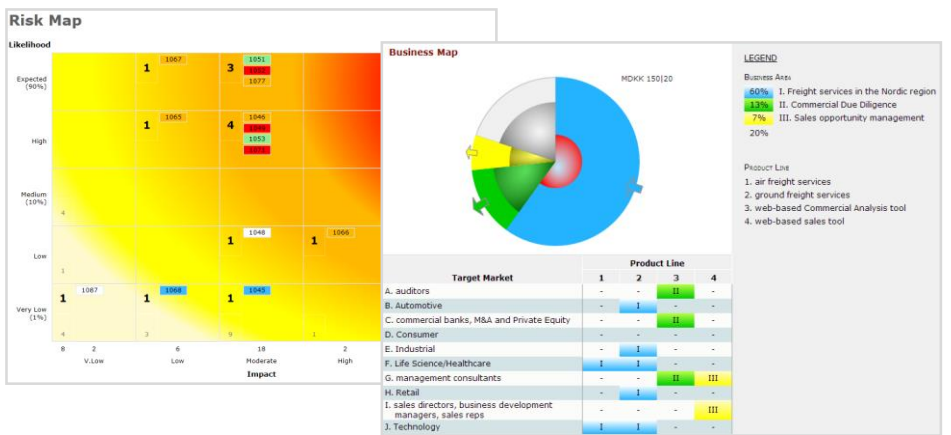 Risk Map
Likelihood
Expected
(90%)
1 1067
3 1051
1077
High
1 1065
4 1046
1053
1071
Medium
(10%)
4
Low
1 1048
1 1066
1
Very Low
(1%)
1 1087
1 1068
1 1045
4 3 9 1
8 2 6 18 2
V.Low Low Moderate High
Impact
Business Map
MDKK 150|20
LEGEND
Business Area
60% I. Freight services in the Nordic region
13% II. Commercial Due Diligence
7% III. Sales opportunity management
20%
Product Line
1. air freight services
2. ground freight services
3. web-based Commercial Analysis tool
4. web-based sales tool
Product Line
Target Market 1 2 3 4
A. auditors - - II -
B. Automotive - I - -
C. commercial banks, M&A and Private Equity - - II -
D. Consumer - - - -
E. Industrial - I - -
F. Life Science/Healthcare I I - -
G. management consultants - - II III
H. Retail - I - -
I. sales directors, business development
managers, sales reps - - - III
J. Technology I I - -